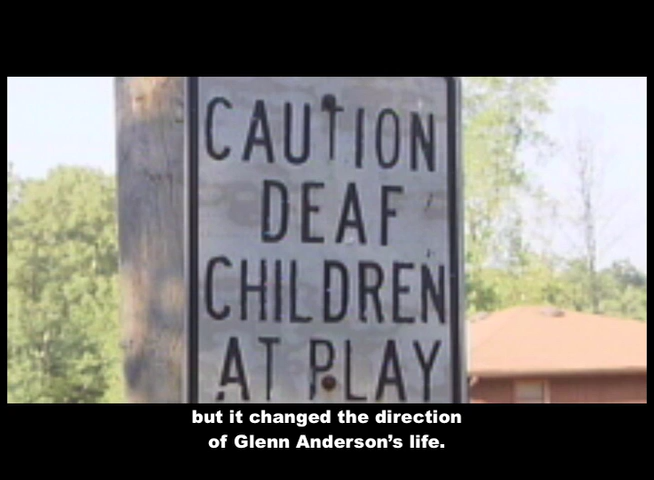 CAUTION
DEAF
CHILDREN
AT PLAY
but it changed the direction
of Glenn Anderson's life.